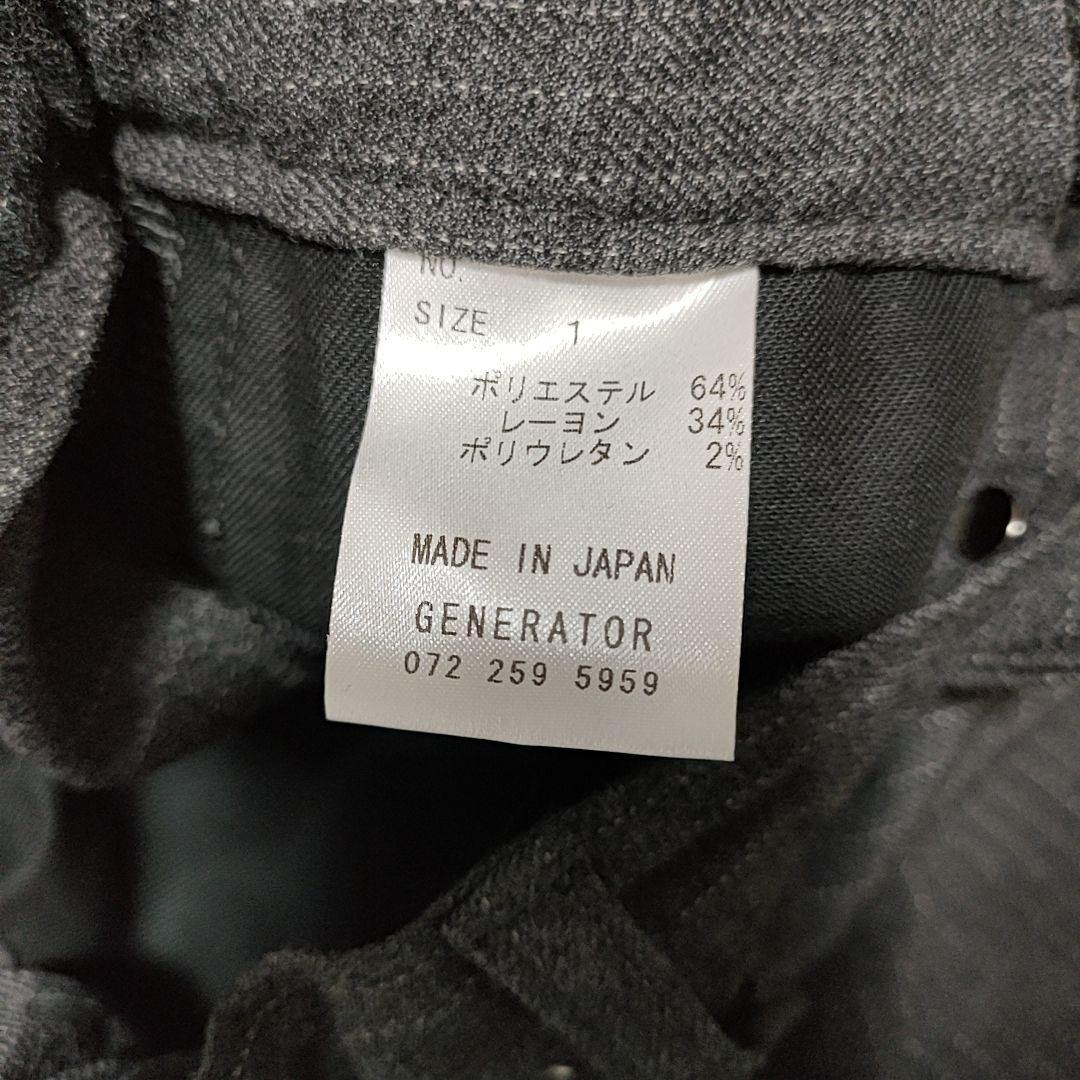 NO.
SIZE 1
ポリエステル 64%
レーヨン 34%
ポリウレタン 2%
MADE IN JAPAN
GENERATOR
072 259 5959